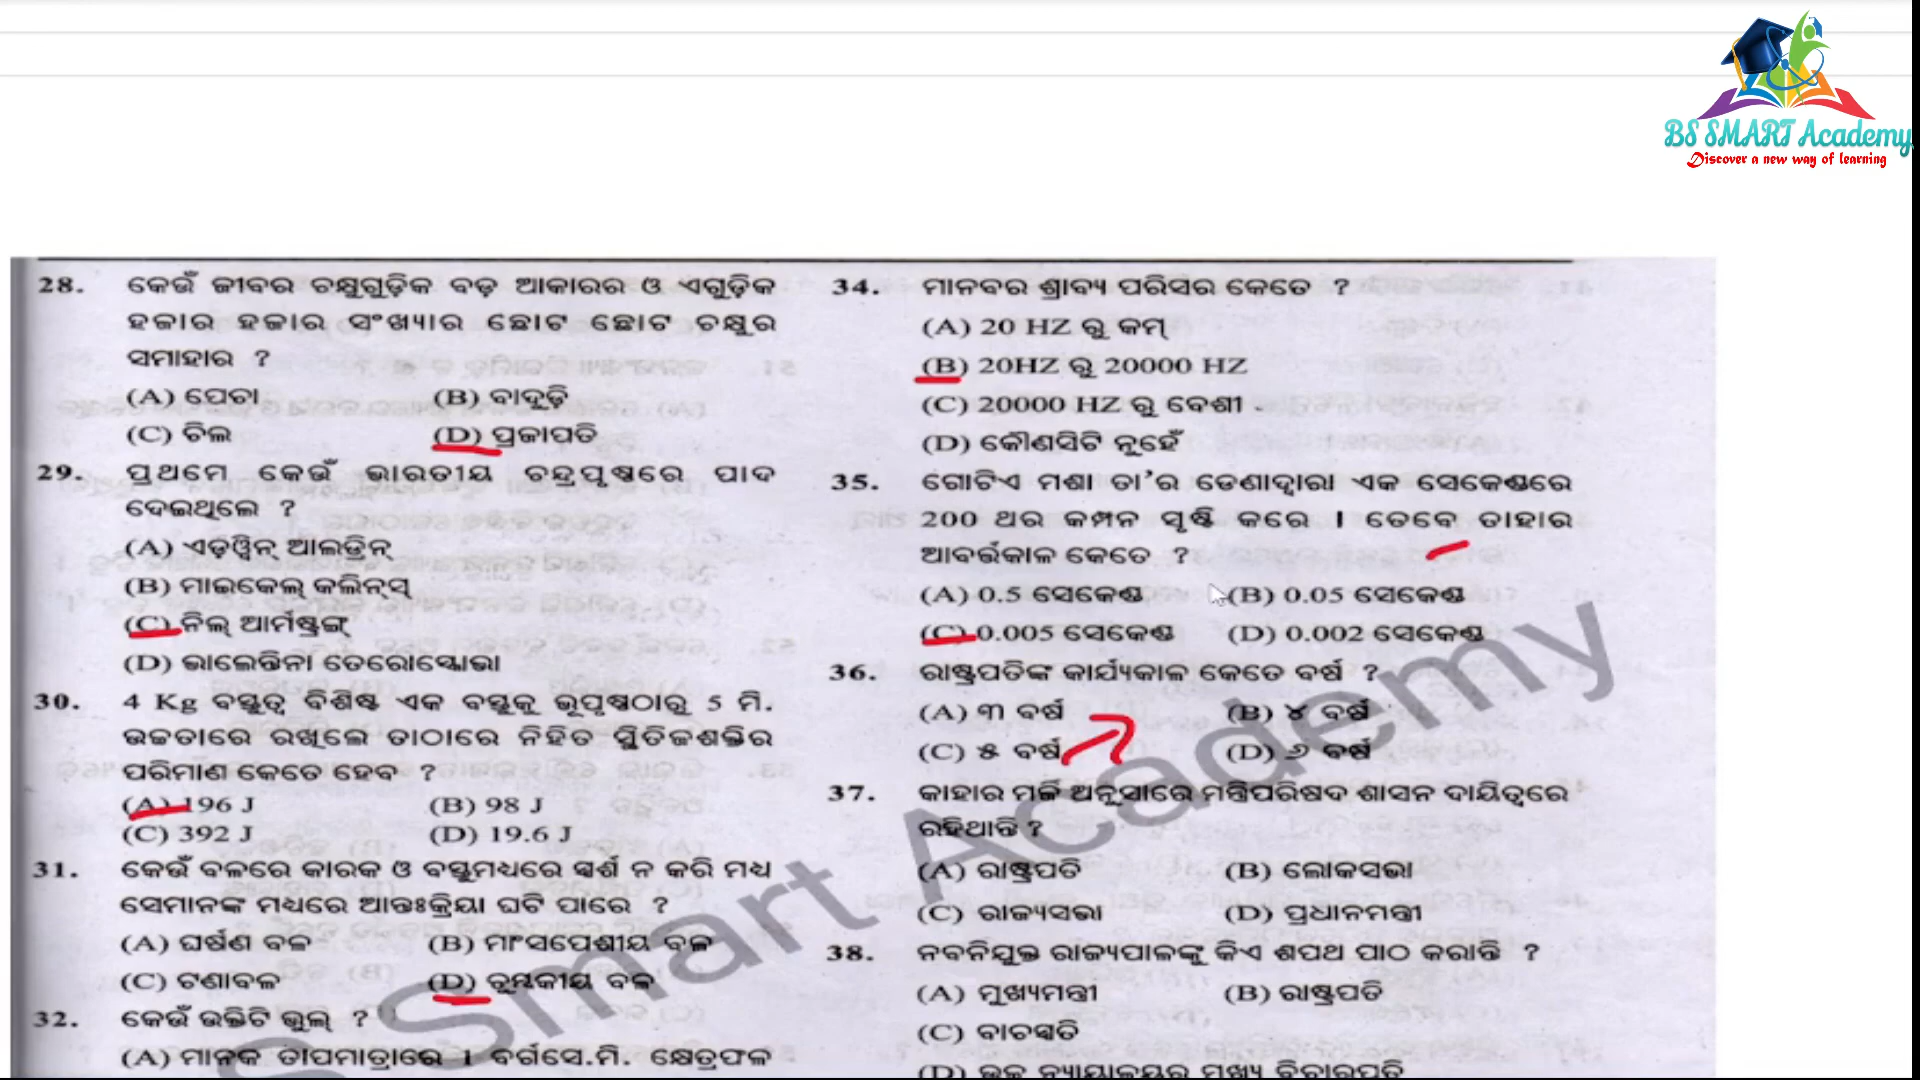 BS SMART Academy
Discover a new way of learning
28. କେଉଁ ଜୀବର ଚକ୍ଷୁଗୁଡ଼ିକ ବଡ଼ ଆକାରର ଓ ଏଗୁଡ଼ିକ
ହଜାର ହଜାର ସଂଖ୍ୟାର ଛୋଟ ଛୋଟ ଚକ୍ଷୁର
ସମାହାର ?
(A) ପେଚା (B) ବାଦୁଡ଼ି
(C) ଚିଲ (D) ପ୍ରଜାପତି
29. ପ୍ରଥମେ କେଉଁ ଭାରତୀୟ ଚନ୍ଦ୍ରପୃଷ୍ଠରେ ପାଦ
ଦେଇଥିଲେ ?
(A) ଏଡ୍‌ୱିନ୍ ଆଲଡ୍ରିନ୍
(B) ମାଇକେଲ୍ କଲିନ୍‌ସ୍
(C) ନିଲ୍ ଆର୍ମଷ୍ଟ୍ରଙ୍ଗ୍
(D) ଭାଲେନ୍ତିନା ତେରୋସ୍କୋଭା
30. 4 Kg ବସ୍ତୁତ୍ୱ ବିଶିଷ୍ଟ ଏକ ବସ୍ତୁକୁ ଭୂପୃଷ୍ଠଠାରୁ 5 ମି.
ଉଚ୍ଚତାରେ ରଖିଲେ ତାଠାରେ ନିହିତ ସ୍ଥିତିଜଶକ୍ତିର
ପରିମାଣ କେତେ ହେବ ?
(A) 196 J (B) 98 J
(C) 392 J (D) 19.6 J
31. କେଉଁ ବଳରେ କାରକ ଓ ବସ୍ତୁମଧ୍ୟରେ ସ୍ପର୍ଶ ନ କରି ମଧ୍ୟ
ସେମାନଙ୍କ ମଧ୍ୟରେ ଆନ୍ତଃକ୍ରିୟା ଘଟି ପାରେ ?
(A) ଘର୍ଷଣ ବଳ (B) ମାଂସପେଶୀୟ ବଳ
(C) ଟଣାବଳ (D) ଚୁମ୍ବକୀୟ ବଳ
32. କେଉଁ ଉକ୍ତିଟି ଭୁଲ୍ ?
(A) ମାନକ ତାପମାତ୍ରାରେ 1 ବର୍ଗସେ.ମି. କ୍ଷେତ୍ରଫଳ
34. ମାନବର ଶ୍ରାବ୍ୟ ପରିସର କେତେ ?
(A) 20 HZ ରୁ କମ୍
(B) 20HZ ରୁ 20000 HZ
(C) 20000 HZ ରୁ ବେଶୀ .
(D) କୌଣସିଟି ନୁହେଁ
35. ଗୋଟିଏ ମଶା ତା'ର ଡେଣାଦ୍ୱାରା ଏକ ସେକେଣ୍ଡରେ
200 ଥର କମ୍ପନ ସୃଷ୍ଟି କରେ । ତେବେ ତାହାର
ଆବର୍ତ୍ତକାଳ କେତେ ?
(A) 0.5 ସେକେଣ୍ଡ (B) 0.05 ସେକେଣ୍ଡ
(C) 0.005 ସେକେଣ୍ଡ (D) 0.002 ସେକେଣ୍ଡ
36. ରାଷ୍ଟ୍ରପତିଙ୍କ କାର୍ଯ୍ୟକାଳ କେତେ ବର୍ଷ ?
(A) ୩ ବର୍ଷ (B) ୪ ବର୍ଷ
(C) ୫ ବର୍ଷ (D) ୬ ବର୍ଷ
37. କାହାର ମର୍ଜି ଅନୁସାରେ ମନ୍ତ୍ରିପରିଷଦ ଶାସନ ଦାୟିତ୍ୱରେ
ରହିଥାନ୍ତି ?
(A) ରାଷ୍ଟ୍ରପତି (B) ଲୋକସଭା
(C) ରାଜ୍ୟସଭା (D) ପ୍ରଧାନମନ୍ତ୍ରୀ
38. ନବନିଯୁକ୍ତ ରାଜ୍ୟପାଳଙ୍କୁ କିଏ ଶପଥ ପାଠ କରାନ୍ତି ?
(A) ମୁଖ୍ୟମନ୍ତ୍ରୀ (B) ରାଷ୍ଟ୍ରପତି
(C) ବାଚସ୍ପତି
(D) ଉଚ୍ଚ ନ୍ୟାୟାଳୟର ମୁଖ୍ୟ ବିଚାରପତି
S Smart Academy